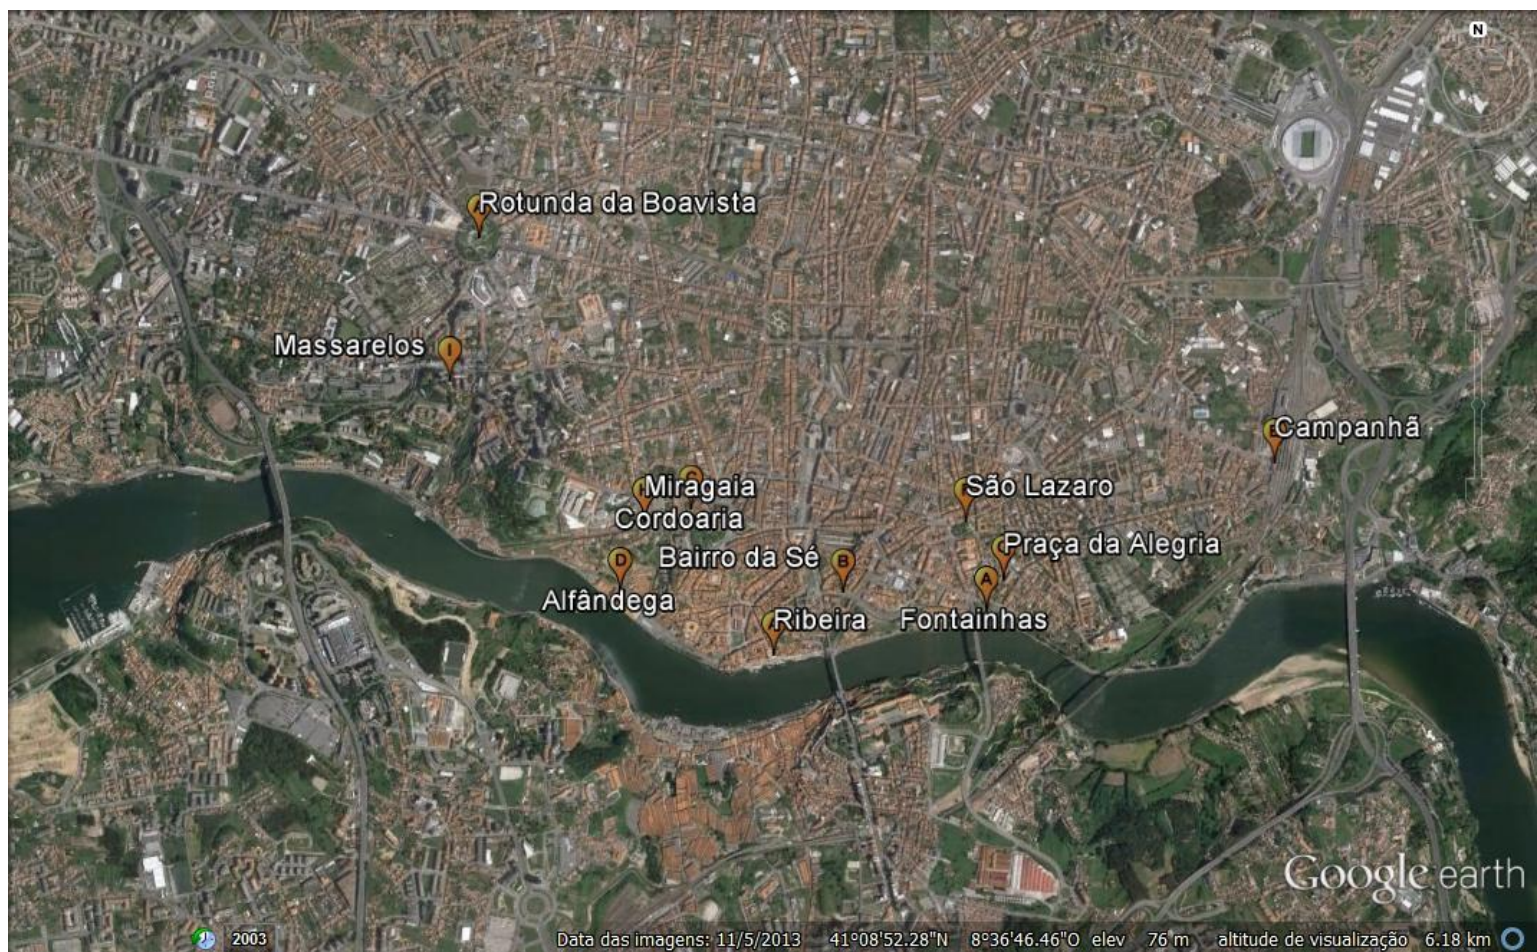 N
Rotunda da Boavista
Massarelos
I
Campanhã
Miragaia
São Lazaro
Cordoaria
Praça da Alegria
Bairro da Sé
B
D
A
Alfândega
Ribeira
Fontainhas
Google earth
2003
Data das imagens: 11/5/2013 41°08'52.28"N 8°36'46.46"O elev 76 m altitude de visualização 6.18 km